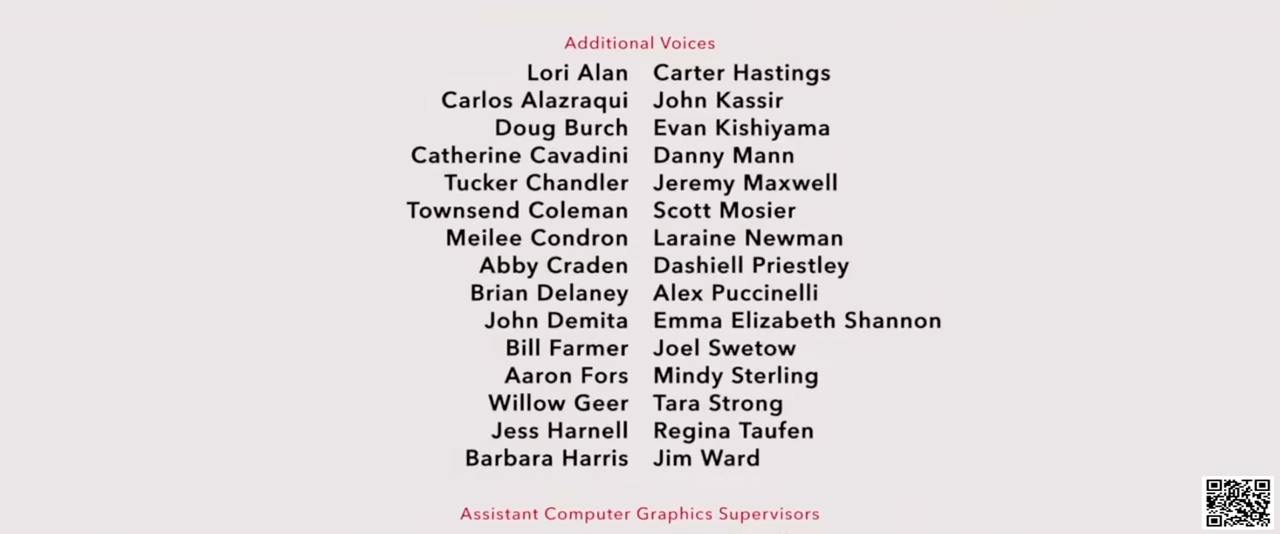 Additional Voices
Lori Alan Carter Hastings
Carlos Alazraqui John Kassir
Doug Burch Evan Kishiyama
Catherine Cavadini Danny Mann
Tucker Chandler Jeremy Maxwell
Townsend Coleman Scott Mosier
Meilee Condron Laraine Newman
Abby Craden Dashiell Priestley
Brian Delaney Alex Puccinelli
John Demita Emma Elizabeth Shannon
Bill Farmer Joel Swetow
Aaron Fors Mindy Sterling
Willow Geer Tara Strong
Jess Harnell Regina Taufen
Barbara Harris Jim Ward
Assistant Computer Graphics Supervisors